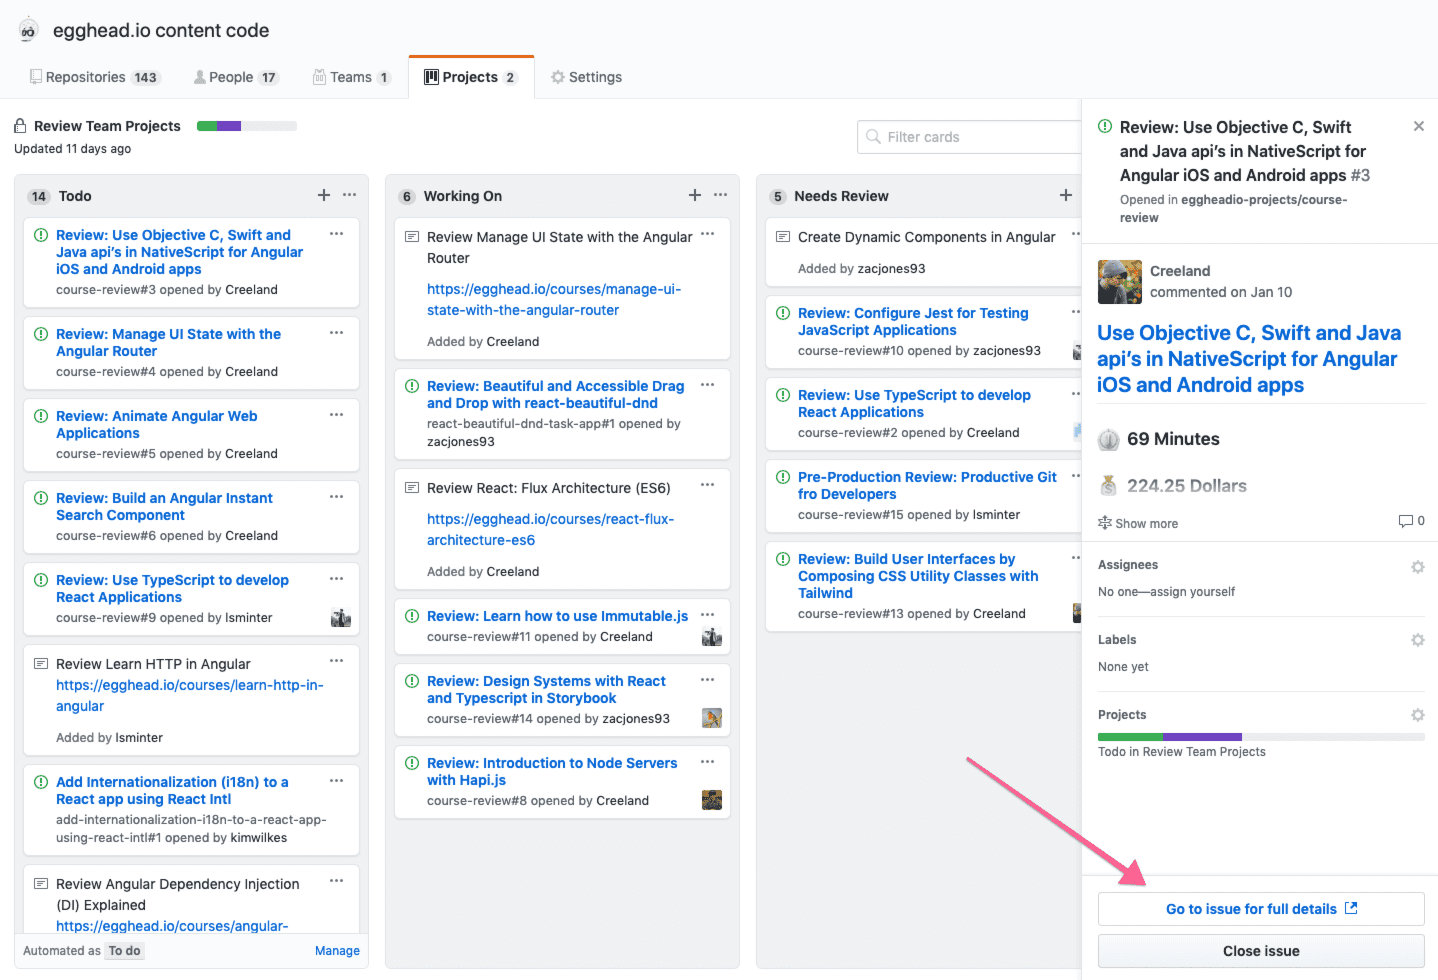 egghead.io content code
Repositories 143
People 17
Teams 1
Projects 2
Settings
Review Team Projects
Updated 11 days ago
Filter cards
14 Todo
Review: Use Objective C, Swift and
Java api's in NativeScript for Angular
iOS and Android apps
course-review#3 opened by Creeland
Review: Manage UI State with the
Angular Router
course-review#4 opened by Creeland
Review: Animate Angular Web
Applications
course-review#5 opened by Creeland
Review: Build an Angular Instant
Search Component
course-review#6 opened by Creeland
Review: Use TypeScript to develop
React Applications
course-review#9 opened by lsminter
Review Learn HTTP in Angular
https://egghead.io/courses/learn-http-in-
angular
Added by lsminter
Add Internationalization (i18n) to a
React app using React Intl
add-internationalization-i18n-to-a-react-app-
using-react-intl#1 opened by kimwilkes
Review Angular Dependency Injection
(DI) Explained
https://egghead.io/courses/angular-
Automated as To do
Manage
6 Working On
Review Manage UI State with the Angular
Router
https://egghead.io/courses/manage-ui-
state-with-the-angular-router
Added by Creeland
Review: Beautiful and Accessible Drag
and Drop with react-beautiful-dnd
react-beautiful-dnd-task-app#1 opened by
zacjones93
Review React: Flux Architecture (ES6)
https://egghead.io/courses/react-flux-
architecture-es6
Added by Creeland
Review: Learn how to use Immutable.js
course-review#11 opened by Creeland
Review: Design Systems with React
and Typescript in Storybook
course-review#14 opened by zacjones93
Review: Introduction to Node Servers
with Hapi.js
course-review#8 opened by Creeland
5 Needs Review
Create Dynamic Components in Angular
Added by zacjones93
Review: Configure Jest for Testing
JavaScript Applications
course-review#10 opened by zacjones93
Review: Use TypeScript to develop
React Applications
course-review#2 opened by Creeland
Pre-Production Review: Productive Git
fro Developers
course-review#15 opened by lsminter
Review: Build User Interfaces by
Composing CSS Utility Classes with
Tailwind
course-review#13 opened by Creeland
Review: Use Objective C, Swift
and Java api's in NativeScript for
Angular iOS and Android apps #3
Opened in eggheadio-projects/course-
review
Creeland
commented on Jan 10
Use Objective C, Swift and Java
api's in NativeScript for Angular
iOS and Android apps
69 Minutes
224.25 Dollars
Show more
0
Assignees
No one—assign yourself
Labels
None yet
Projects
Todo in Review Team Projects
Go to issue for full details
Close issue